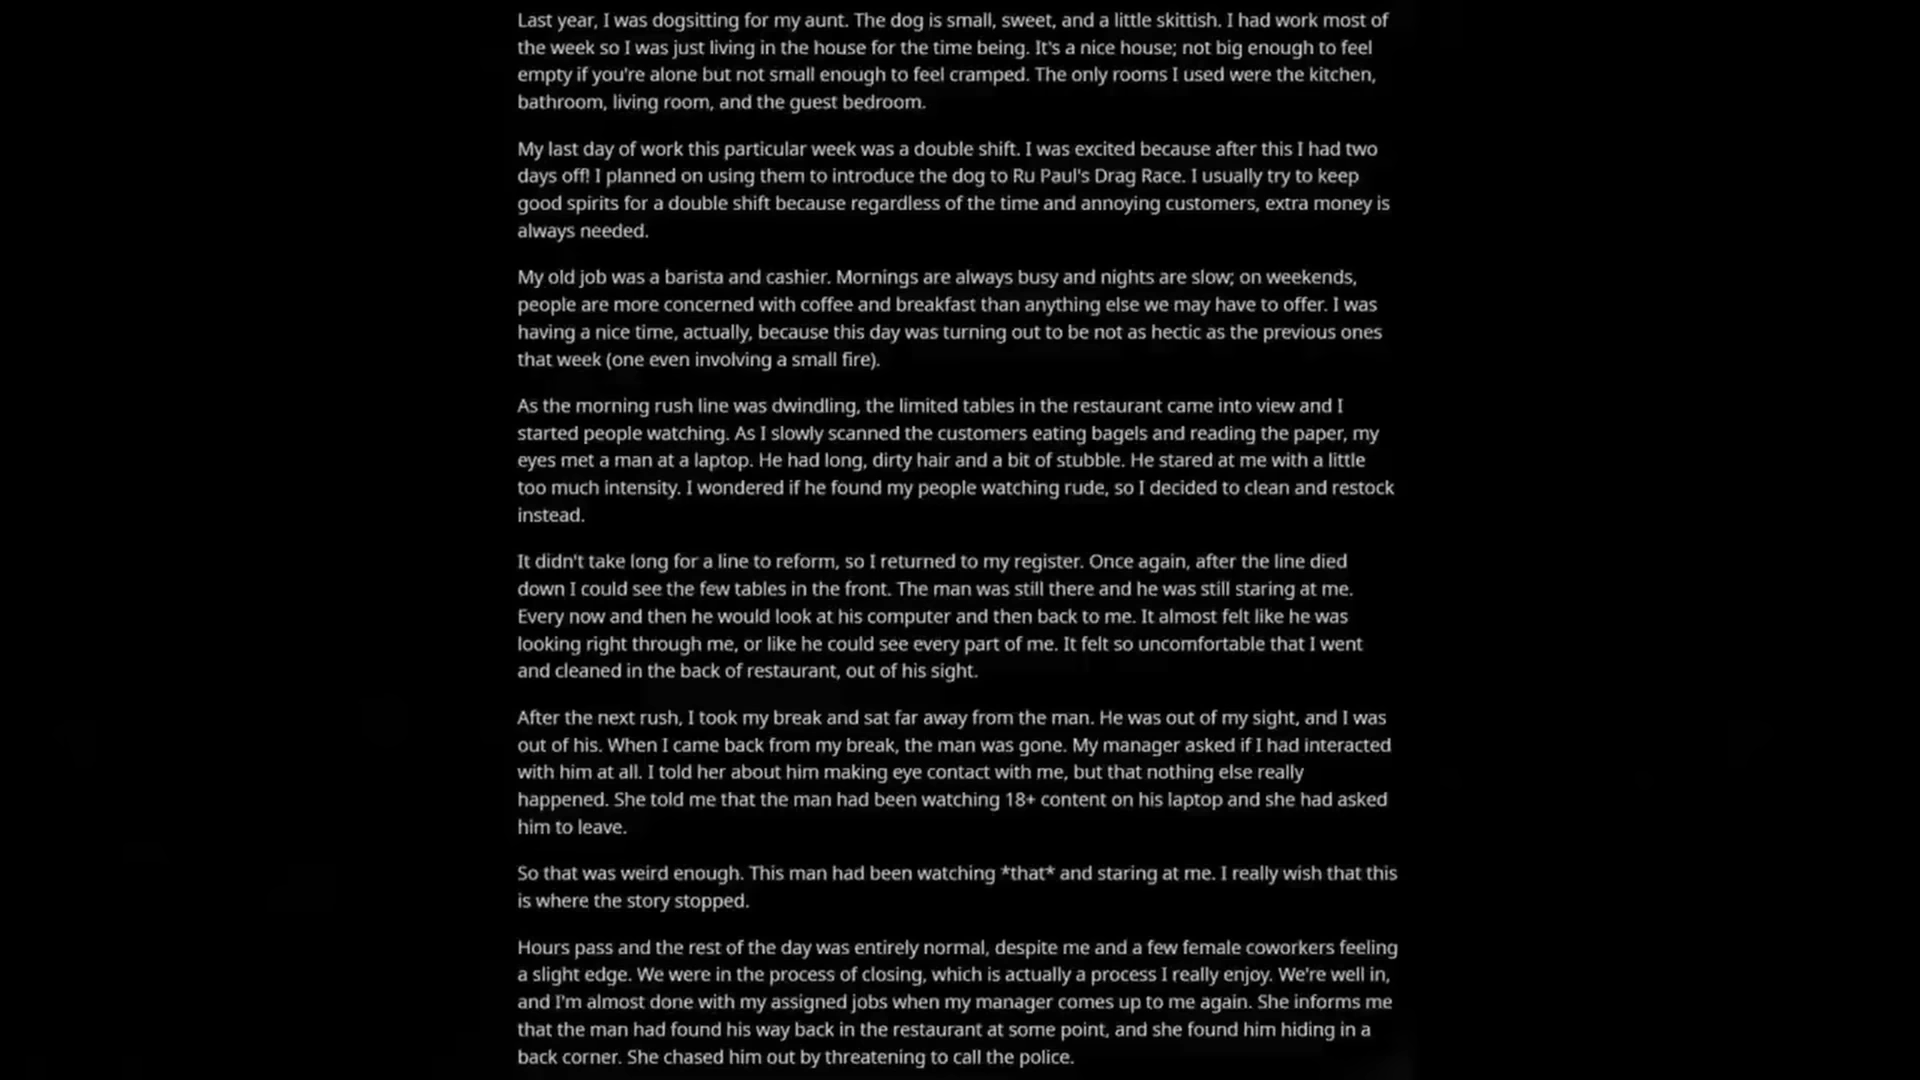 Last year, I was dogsitting for my aunt. The dog is small, sweet, and a little skittish. I had work most of
the week so I was just living in the house for the time being. It's a nice house; not big enough to feel
empty if you're alone but not small enough to feel cramped. The only rooms I used were the kitchen,
bathroom, living room, and the guest bedroom.
My last day of work this particular week was a double shift. I was excited because after this I had two
days off! I planned on using them to introduce the dog to Ru Paul's Drag Race. I usually try to keep
good spirits for a double shift because regardless of the time and annoying customers, extra money is
always needed.
My old job was a barista and cashier. Mornings are always busy and nights are slow; on weekends,
people are more concerned with coffee and breakfast than anything else we may have to offer. I was
having a nice time, actually, because this day was turning out to be not as hectic as the previous ones
that week (one even involving a small fire).
As the morning rush line was dwindling, the limited tables in the restaurant came into view and I
started people watching. As I slowly scanned the customers eating bagels and reading the paper, my
eyes met a man at a laptop. He had long, dirty hair and a bit of stubble. He stared at me with a little
too much intensity. I wondered if he found my people watching rude, so I decided to clean and restock
instead.
It didn't take long for a line to reform, so I returned to my register. Once again, after the line died
down I could see the few tables in the front. The man was still there and he was still staring at me.
Every now and then he would look at his computer and then back to me. It almost felt like he was
looking right through me, or like he could see every part of me. It felt so uncomfortable that I went
and cleaned in the back of restaurant, out of his sight.
After the next rush, I took my break and sat far away from the man. He was out of my sight, and I was
out of his. When I came back from my break, the man was gone. My manager asked if I had interacted
with him at all. I told her about him making eye contact with me, but that nothing else really
happened. She told me that the man had been watching 18+ content on his laptop and she had asked
him to leave.
So that was weird enough. This man had been watching *that* and staring at me. I really wish that this
is where the story stopped.
Hours pass and the rest of the day was entirely normal, despite me and a few female coworkers feeling
a slight edge. We were in the process of closing, which is actually a process I really enjoy. We're well in,
and I'm almost done with my assigned jobs when my manager comes up to me again. She informs me
that the man had found his way back in the restaurant at some point, and she found him hiding in a
back corner. She chased him out by threatening to call the police.